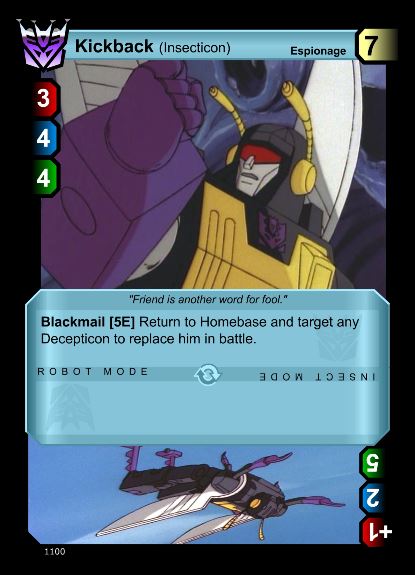 Kickback (Insecticon)
Espionage
7
3
4
4
"Friend is another word for fool."
Blackmail [5E] Return to Homebase and target any
Decepticon to replace him in battle.
ROBOT MODE
INSECT MODE
5
2
+1
1100